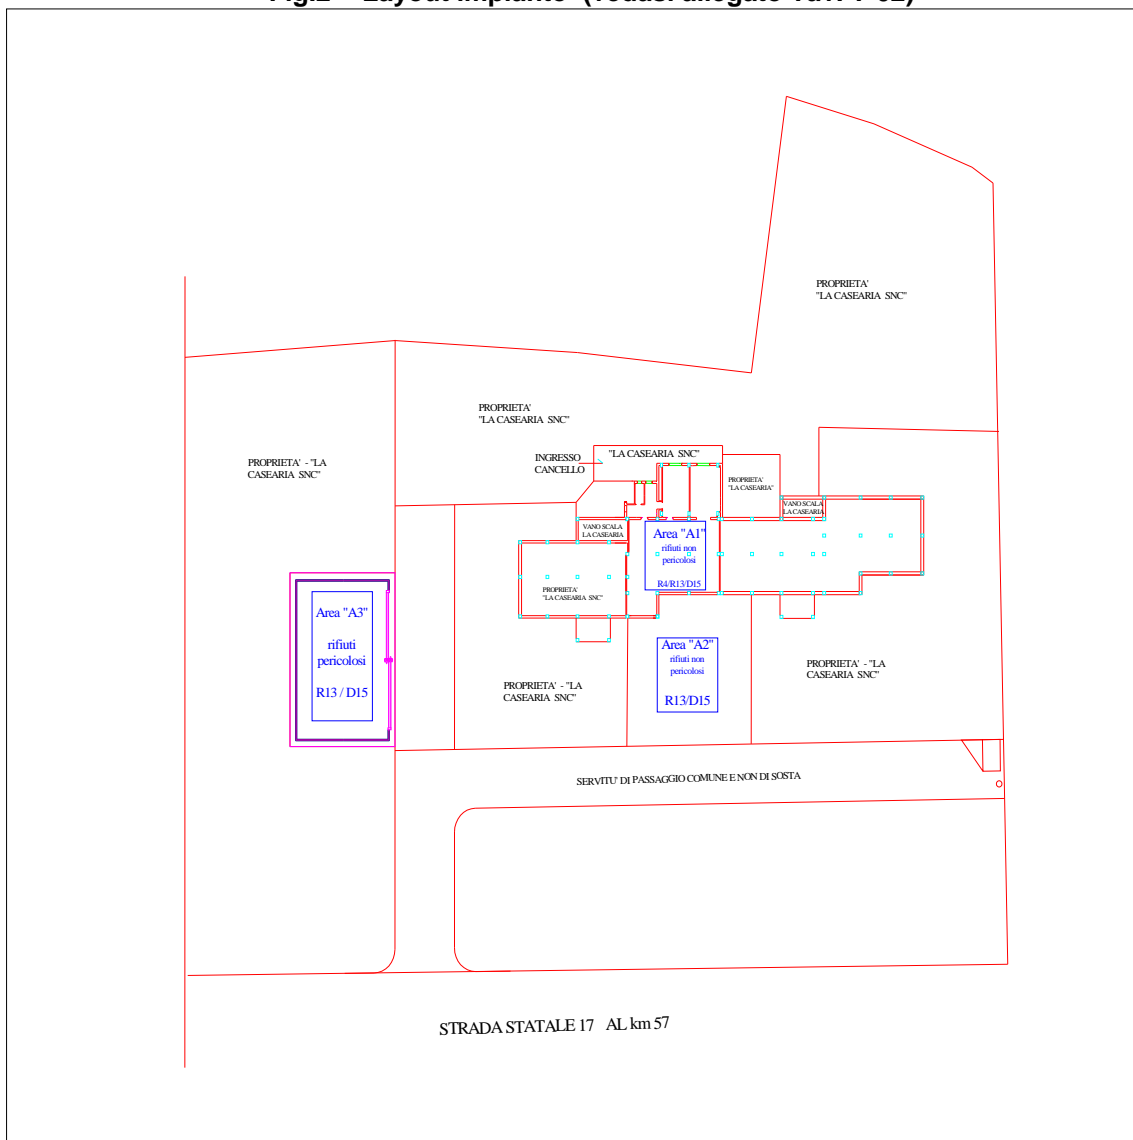 PROPRIETA'
"LA CASEARIA SNC"
PROPRIETA'
"LA CASEARIA SNC"
INGRESSO
CANCELLO
"LA CASEARIA SNC"
PROPRIETA' - "LA
CASEARIA SNC"
PROPRIETA'
"LA CASEARIA"
VANO SCALA
LA CASEARIA
VANO SCALA
LA CASEARIA
Area "A1"
rifiuti non
pericolosi
R4/R13/D15
PROPRIETA'
"LA CASEARIA SNC"
Area "A3"
rifiuti
pericolosi
R13 / D15
Area "A2"
rifiuti non
pericolosi
R13/D15
PROPRIETA' - "LA
CASEARIA SNC"
PROPRIETA' - "LA
CASEARIA SNC"
SERVITU' DI PASSAGGIO COMUNE E NON DI SOSTA
STRADA STATALE 17 AL km 57